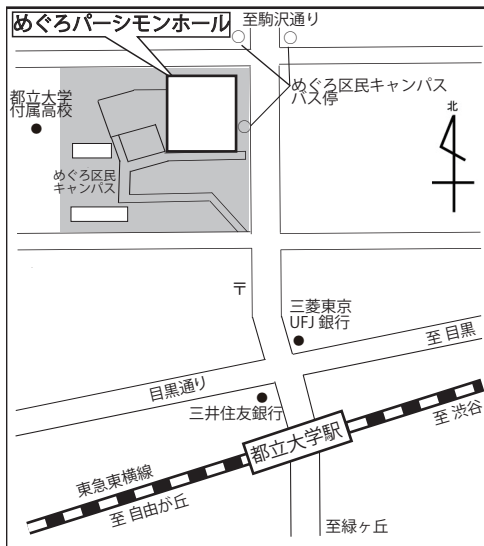 めぐろパーシモンホール
至駒沢通り
都立大学
付属高校
めぐろ区民キャンパス
バス停
北
めぐろ区民
キャンパス
〒
三菱東京
UFJ 銀行
至 目黒
目黒通り
三井住友銀行
都立大学駅
至 渋谷
東急東横線
至 自由が丘
至緑ヶ丘